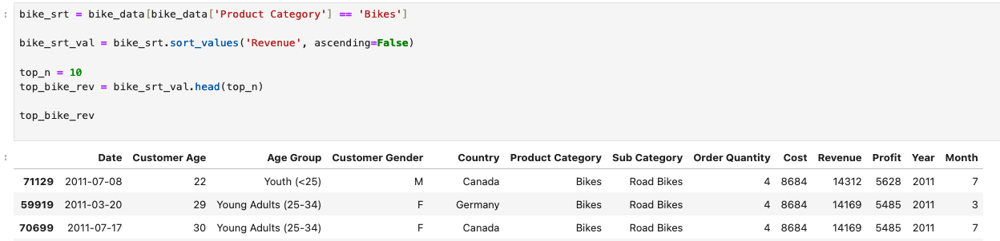 bike_srt = bike_data[bike_data['Product Category'] == 'Bikes']
bike_srt_val = bike_srt.sort_values('Revenue', ascending=False)
top_n = 10
top_bike_rev = bike_srt_val.head(top_n)
top_bike_rev
Date Customer Age Age Group Customer Gender Country Product Category Sub Category Order Quantity Cost Revenue Profit Year Month
71129 2011-07-08 22 Youth (<25) M Canada Bikes Road Bikes 4 8684 14312 5628 2011 7
59919 2011-03-20 29 Young Adults (25-34) F Germany Bikes Road Bikes 4 8684 14169 5485 2011 3
70699 2011-07-17 30 Young Adults (25-34) F Canada Bikes Road Bikes 4 8684 14169 5485 2011 7